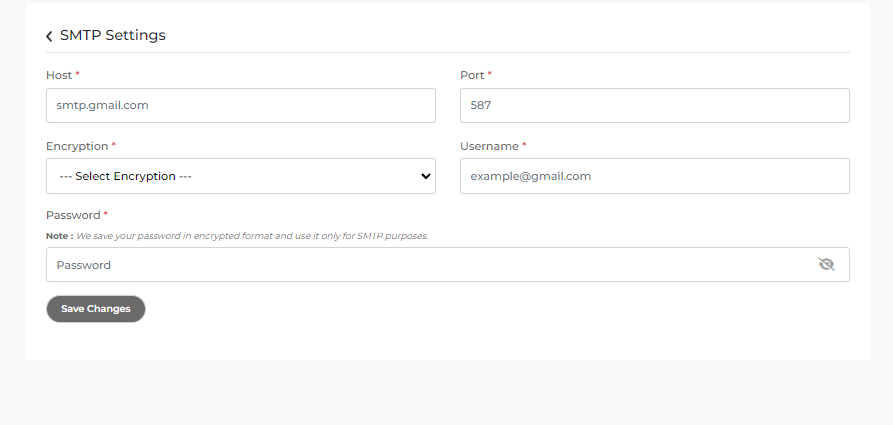 SMTP Settings
Host *
Port *
smtp.gmail.com
587
Encryption *
Username *
--- Select Encryption ---
example@gmail.com
Password *
Note : We save your password in encrypted format and use it only for SMTP purposes.
Password
Save Changes